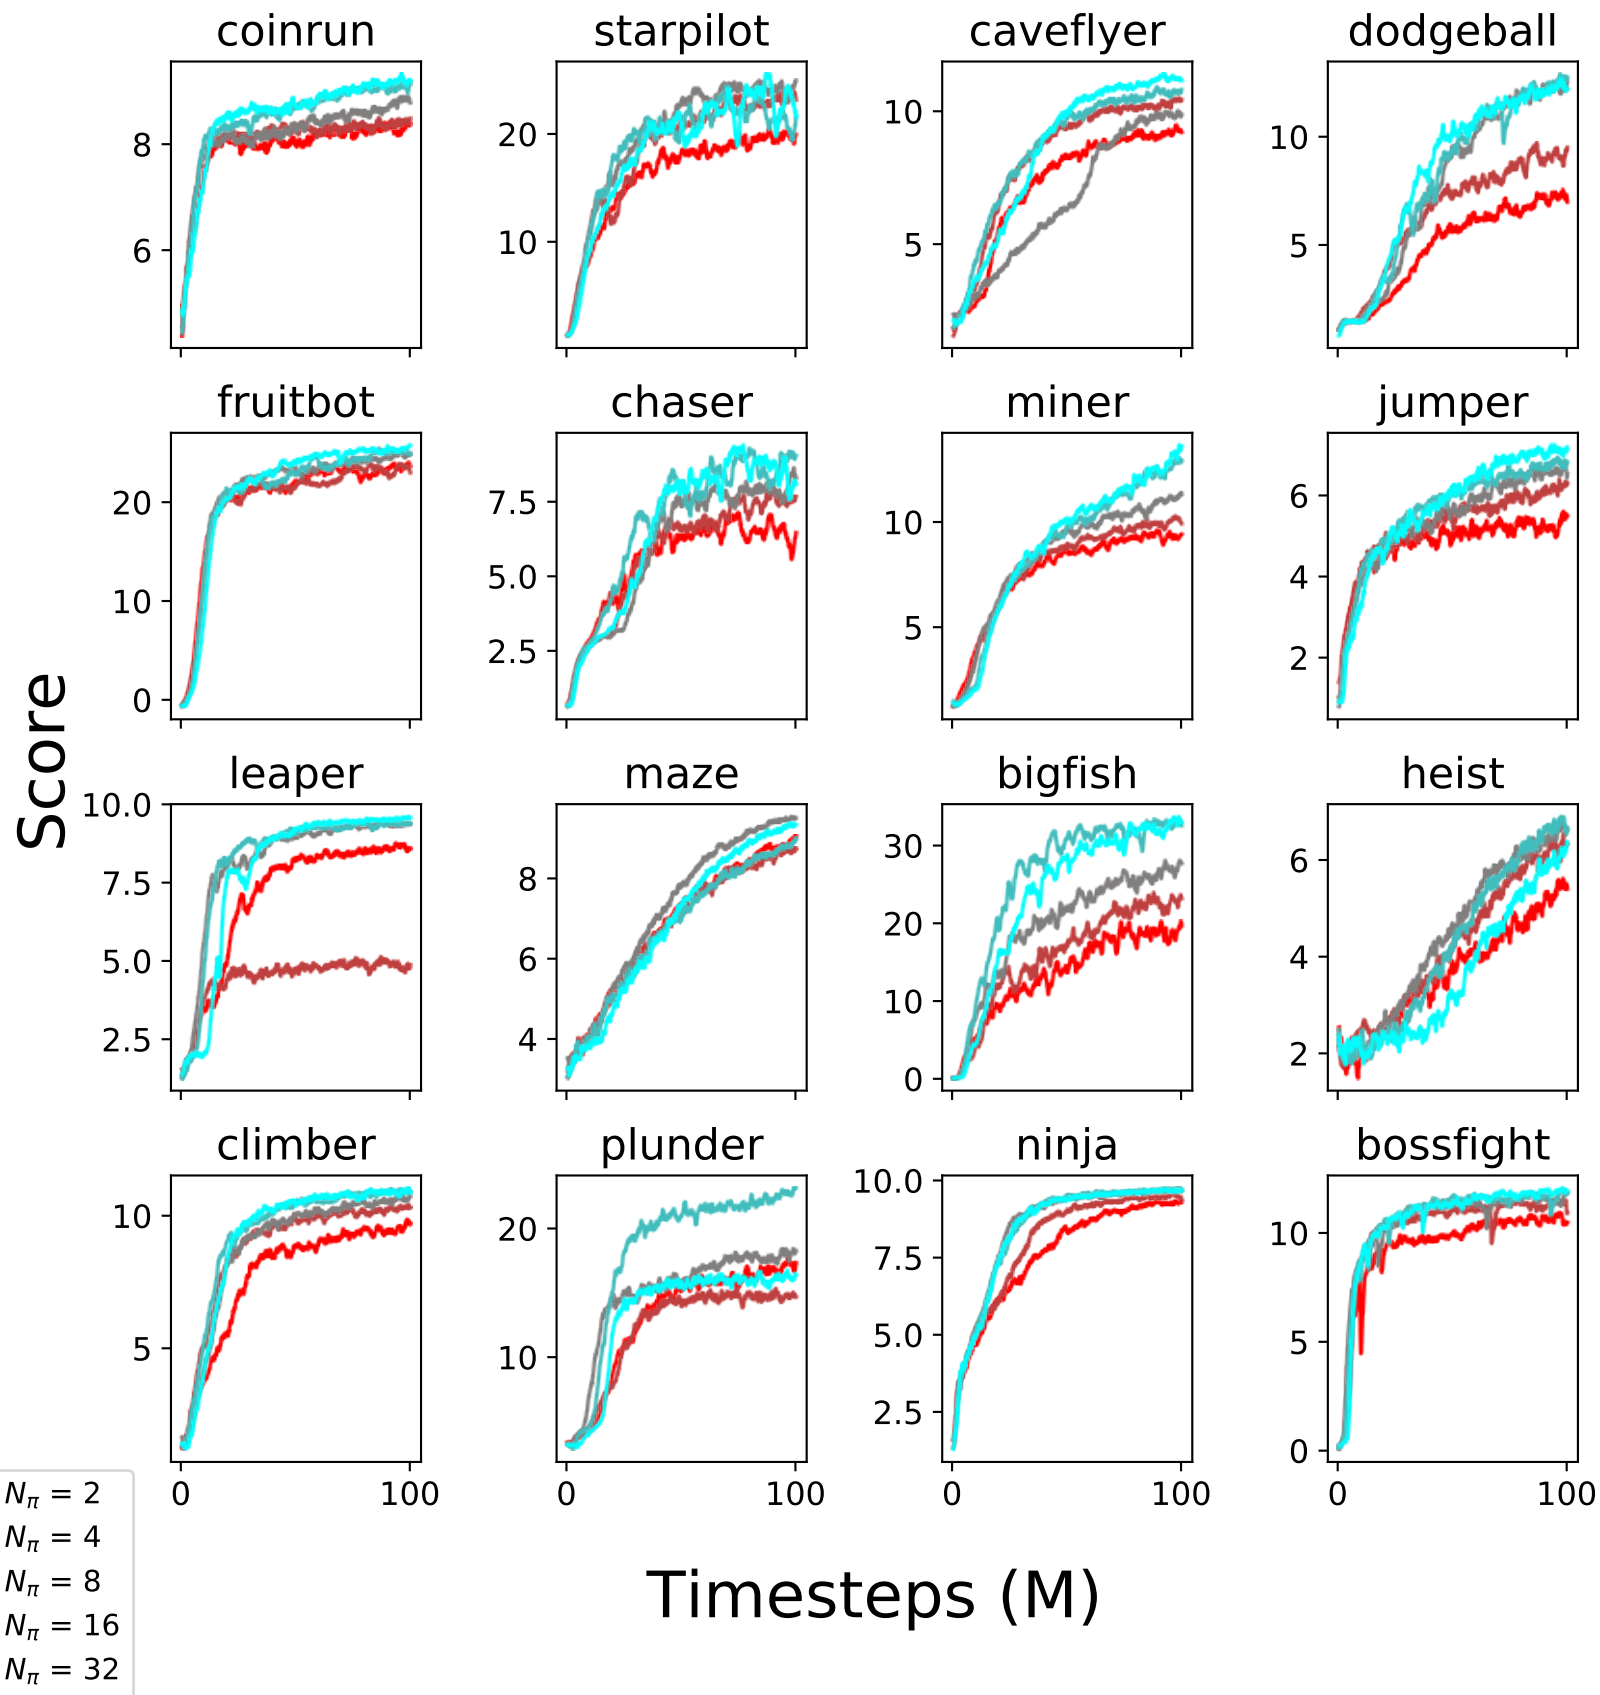 coinrun starpilot caveflyer dodgeball
8 20 10 10
6 10 5 5
fruitbot chaser miner jumper
20 7.5 10 6
10 5.0 5 4
0 2.5 2
Score
leaper maze bigfish heist
10.0 8 30 6
7.5 6 20 4
5.0 4 10 2
2.5 0
climber plunder ninja bossfight
10 20 10.0 10
5 10 7.5 5
5.0 0
2.5
0 100 0 100 0 100 0 100
Nπ = 2
Nπ = 4
Nπ = 8
Nπ = 16
Nπ = 32
Timesteps (M)